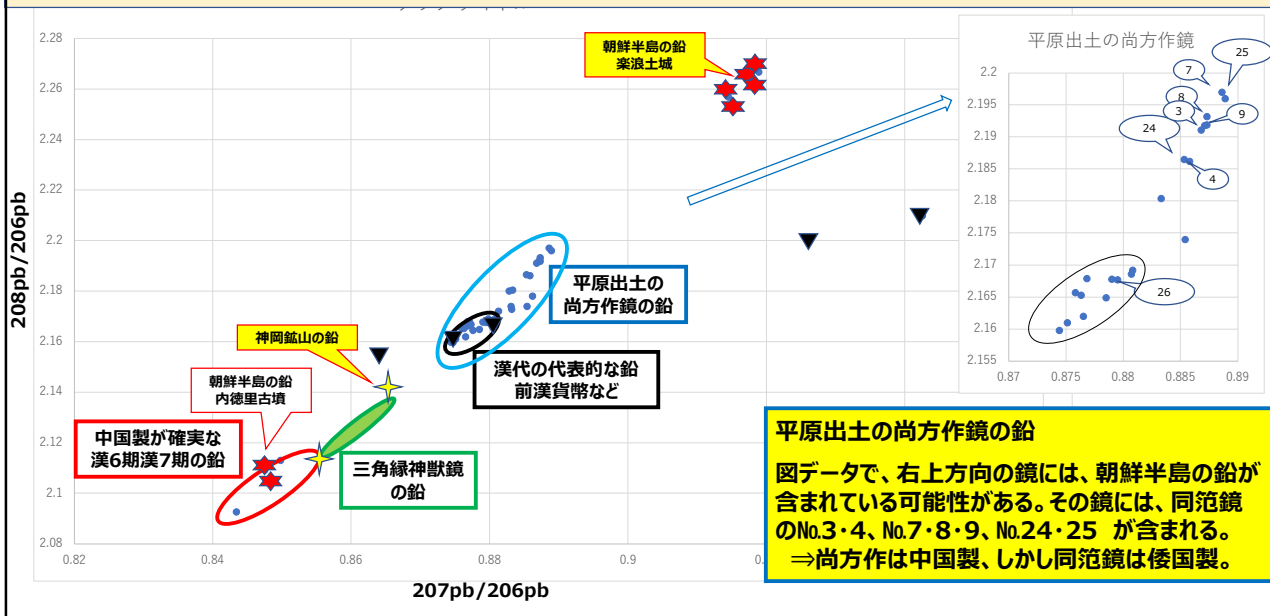 2.28
2.26
2.24
2.22
2.2
2.18
2.16
2.14
2.12
2.1
2.08
0.82
0.84
0.86
0.88
0.9
208pb/206pb
207pb/206pb
朝鮮半島の鉛
楽浪土城
平原出土の
尚方作鏡の鉛
神岡鉱山の鉛
漢代の代表的な鉛
前漢貨幣など
朝鮮半島の鉛
内徳里古墳
中国製が確実な
漢6期漢7期の鉛
三角縁神獣鏡
の鉛
平原出土の尚方作鏡
2.2
2.195
2.19
2.185
2.18
2.175
2.17
2.165
2.16
2.155
0.87
0.875
0.88
0.885
0.89
7
25
8
3
9
24
4
26
平原出土の尚方作鏡の鉛
図データで、右上方向の鏡には、朝鮮半島の鉛が
含まれている可能性がある。その鏡には、同笵鏡
の№3・4、№7・8・9、№24・25 が含まれる。
⇒尚方作は中国製、しかし同笵鏡は倭国製。